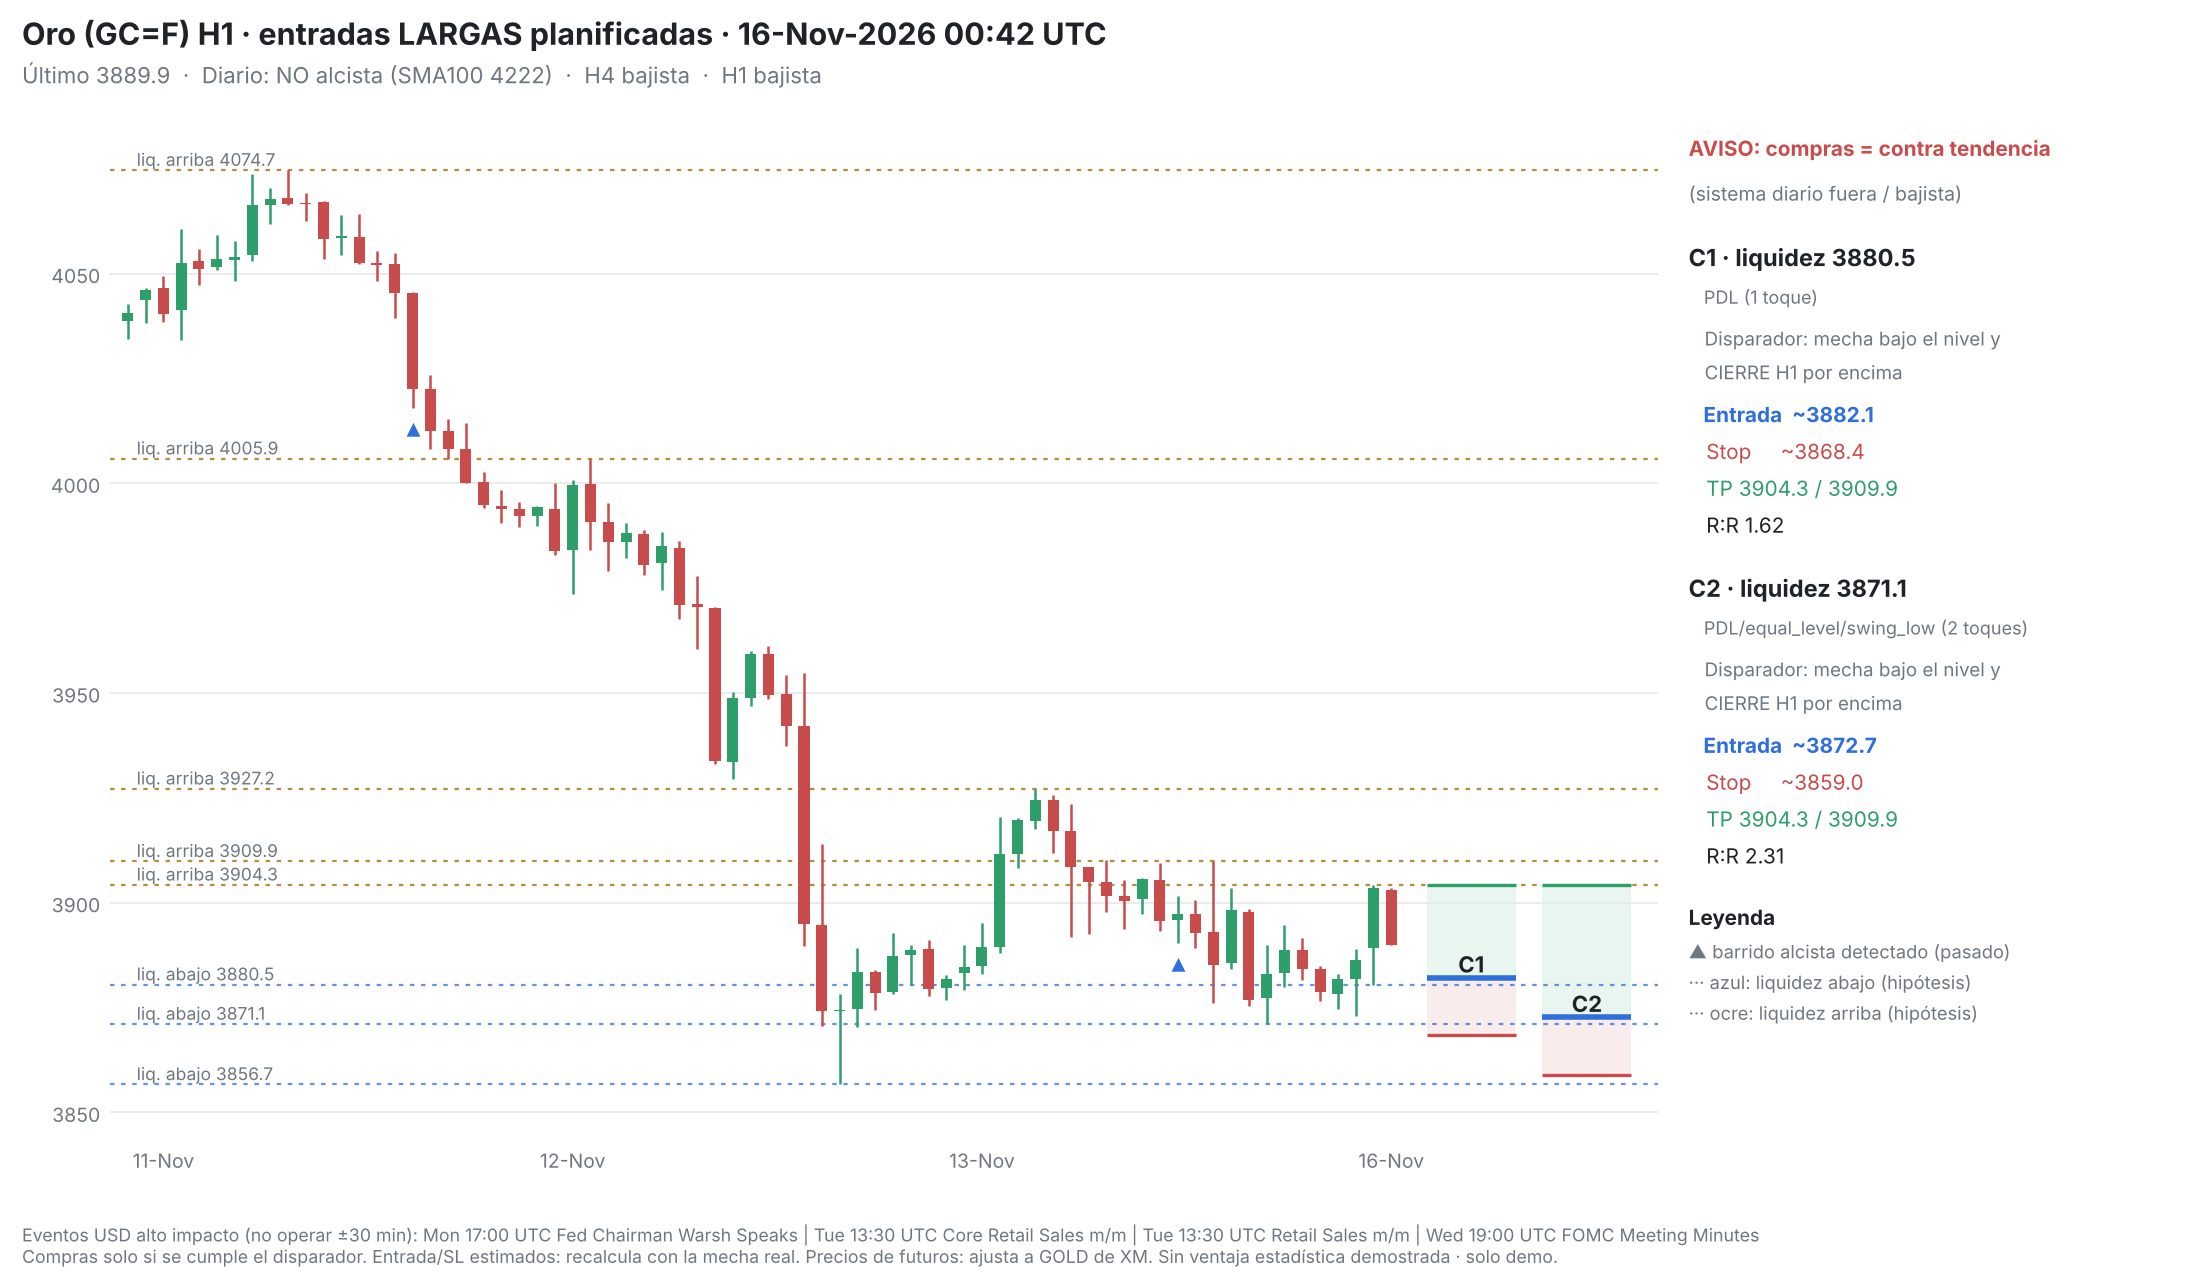 Oro (GC=F) H1 · entradas LARGAS planificadas · 16-Nov-2026 00:42 UTC
Último 3889.9 · Diario: NO alcista (SMA100 4222) · H4 bajista · H1 bajista
liq. arriba 4074.7
4050
liq. arriba 4005.9
4000
3950
liq. arriba 3927.2
liq. arriba 3909.9
liq. arriba 3904.3
3900
liq. abajo 3880.5
liq. abajo 3871.1
liq. abajo 3856.7
3850
C1
C2
11-Nov
12-Nov
13-Nov
16-Nov
AVISO: compras = contra tendencia
(sistema diario fuera / bajista)
C1 · liquidez 3880.5
PDL (1 toque)
Disparador: mecha bajo el nivel y
CIERRE H1 por encima
Entrada ~3882.1
Stop ~3868.4
TP 3904.3 / 3909.9
R:R 1.62
C2 · liquidez 3871.1
PDL/equal_level/swing_low (2 toques)
Disparador: mecha bajo el nivel y
CIERRE H1 por encima
Entrada ~3872.7
Stop ~3859.0
TP 3904.3 / 3909.9
R:R 2.31
Leyenda
▲ barrido alcista detectado (pasado)
··· azul: liquidez abajo (hipótesis)
··· ocre: liquidez arriba (hipótesis)
Eventos USD alto impacto (no operar ±30 min): Mon 17:00 UTC Fed Chairman Warsh Speaks | Tue 13:30 UTC Core Retail Sales m/m | Tue 13:30 UTC Retail Sales m/m | Wed 19:00 UTC FOMC Meeting Minutes
Compras solo si se cumple el disparador. Entrada/SL estimados: recalcula con la mecha real. Precios de futuros: ajusta a GOLD de XM. Sin ventaja estadística demostrada · solo demo.